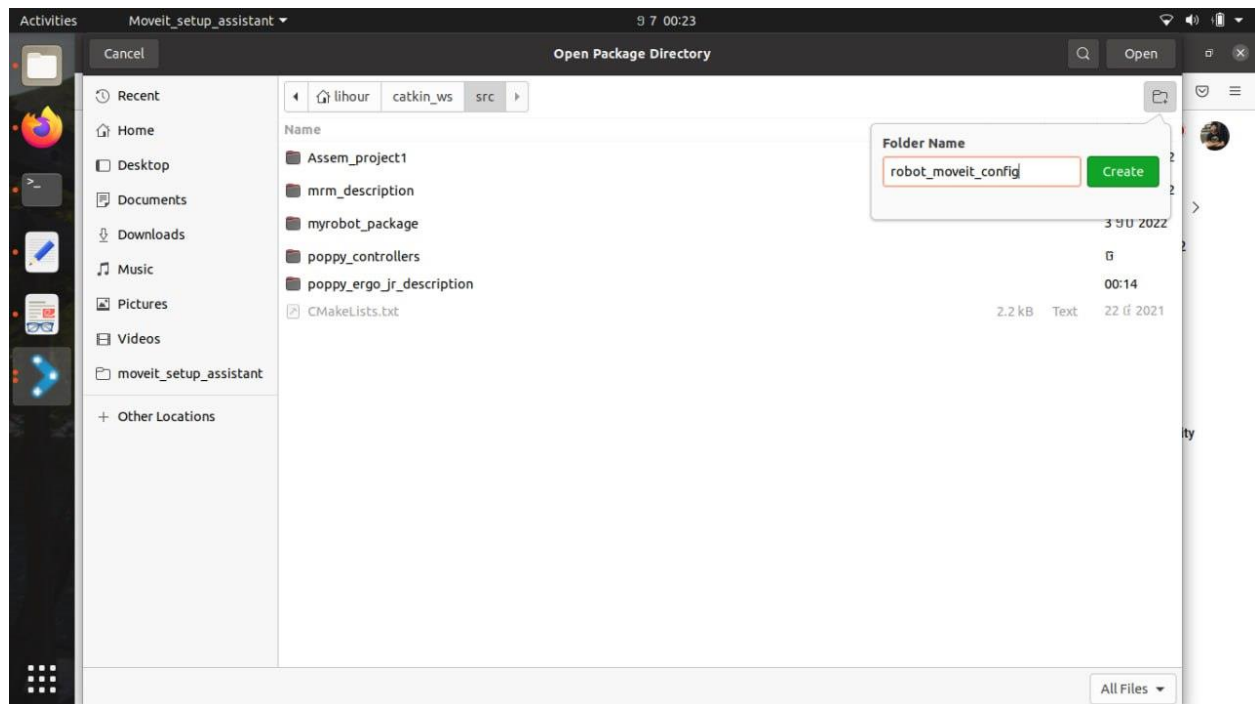 Activities Moveit_setup_assistant 9 7 00:23
Cancel Open Package Directory Open
Recent
Home
Desktop
Documents
Downloads
Music
Pictures
Videos
moveit_setup_assistant
+ Other Locations
lihour catkin_ws src
Name
Assem_project1
mrm_description
myrobot_package
poppy_controllers
poppy_ergo_jr_description 00:14
CMakeLists.txt 2.2 kB Text 2021
Folder Name
robot_moveit_config Create
2022
ity
All Files